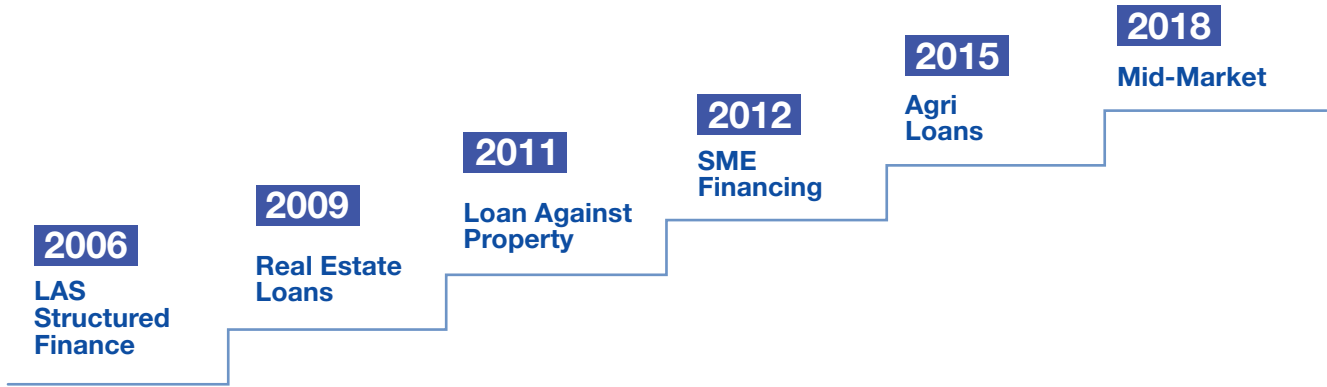 2006
LAS
Structured
Finance
2009
Real Estate
Loans
2011
Loan Against
Property
2012
SME
Financing
2015
Agri
Loans
2018
Mid-Market